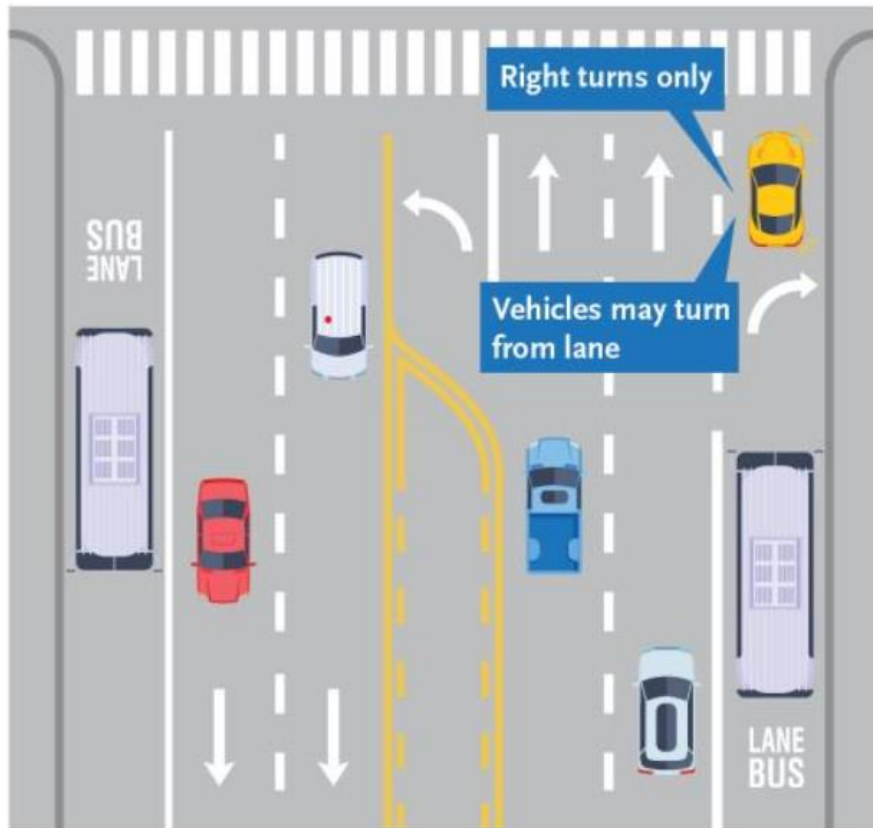 Right turns only
LANE
BUS
Vehicles may turn
from lane
LANE
BUS